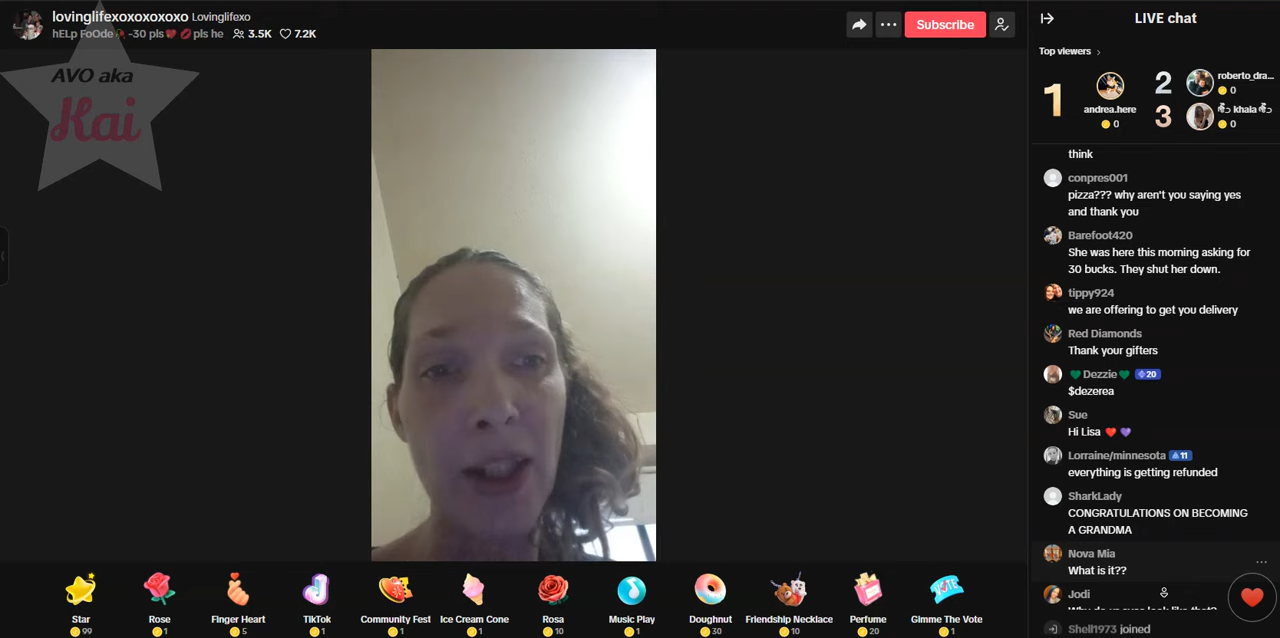 lovinglifexoxoxoxoxo Lovinglifexo
hELp FoOde -30 pls pls he 3.5K 7.2K
Subscribe
LIVE chat
AVO aka
Kai
Top viewers >
1
andrea.here
0
2
roberto_dra...
0
3
khala
0
think
conpres001
pizza??? why aren't you saying yes
and thank you
Barefoot420
She was here this morning asking for
30 bucks. They shut her down.
tippy924
we are offering to get you delivery
Red Diamonds
Thank your gifters
Dezzie 20
$dezerea
Sue
Hi Lisa
Lorraine/minnesota 11
everything is getting refunded
SharkLady
CONGRATULATIONS ON BECOMING
A GRANDMA
Nova Mia
What is it??
Jodi
Shell1973 joined
Star
99
Rose
1
Finger Heart
5
TikTok
1
Community Fest
1
Ice Cream Cone
1
Rosa
10
Music Play
1
Doughnut
30
Friendship Necklace
10
Perfume
20
VOTE
Gimme The Vote
1